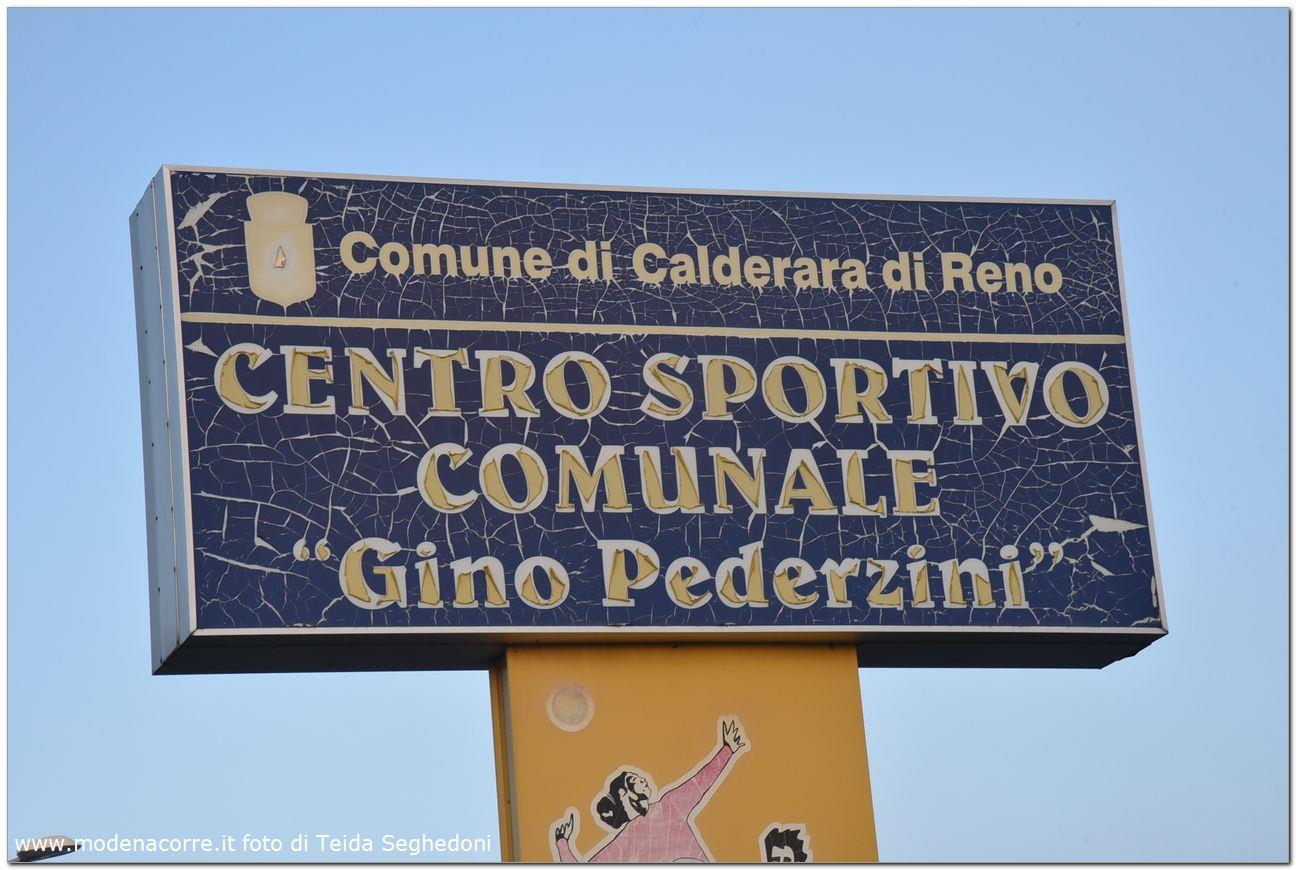 Comune di Calderara di Reno
CENTRO SPORTIVO
COMUNALE
“Gino Pederzini”
www.modenacorre.it foto di Teida Seghedoni